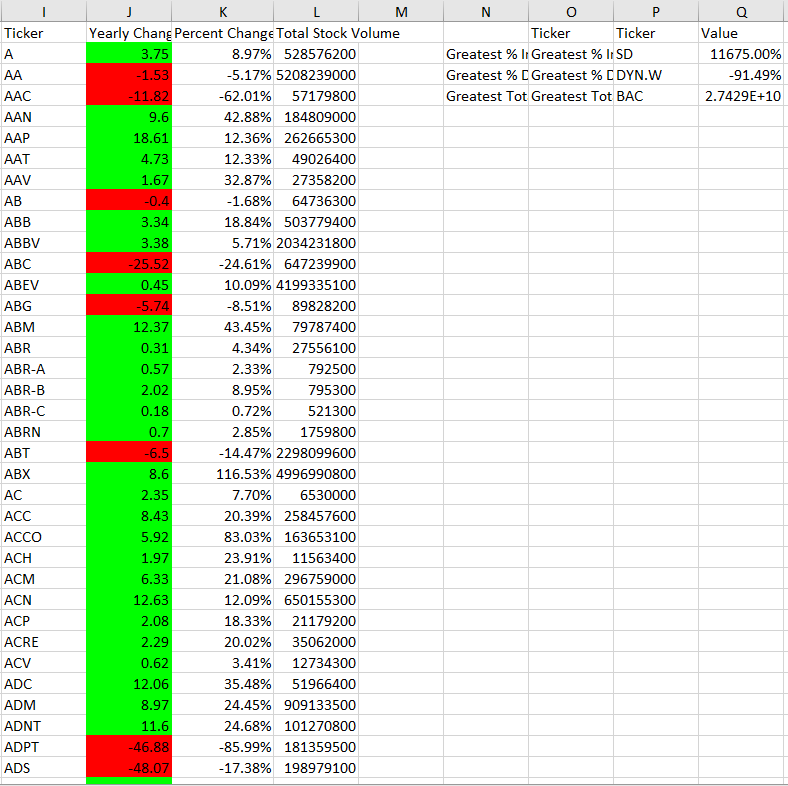 I J K L M N O P Q
Ticker Yearly Chang Percent Change Total Stock Volume Ticker Ticker Value
A 3.75 8.97% 528576200 Greatest % Ir Greatest % Ir SD 11675.00%
AA -1.53 -5.17% 5208239000 Greatest % D Greatest % D DYN.W -91.49%
AAC -11.82 -62.01% 57179800 Greatest Tot Greatest Tot BAC 2.7429E+10
AAN 9.6 42.88% 184809000
AAP 18.61 12.36% 262665300
AAT 4.73 12.33% 49026400
AAV 1.67 32.87% 27358200
AB -0.4 -1.68% 64736300
ABB 3.34 18.84% 503779400
ABBV 3.38 5.71% 2034231800
ABC -25.52 -24.61% 647239900
ABEV 0.45 10.09% 4199335100
ABG -5.74 -8.51% 89828200
ABM 12.37 43.45% 79787400
ABR 0.31 4.34% 27556100
ABR-A 0.57 2.33% 792500
ABR-B 2.02 8.95% 795300
ABR-C 0.18 0.72% 521300
ABRN 0.7 2.85% 1759800
ABT -6.5 -14.47% 2298099600
ABX 8.6 116.53% 4996990800
AC 2.35 7.70% 6530000
ACC 8.43 20.39% 258457600
ACCO 5.92 83.03% 163653100
ACH 1.97 23.91% 11563400
ACM 6.33 21.08% 296759000
ACN 12.63 12.09% 650155300
ACP 2.08 18.33% 21179200
ACRE 2.29 20.02% 35062000
ACV 0.62 3.41% 12734300
ADC 12.06 35.48% 51966400
ADM 8.97 24.45% 909133500
ADNT 11.6 24.68% 101270800
ADPT -46.88 -85.99% 181359500
ADS -48.07 -17.38% 198979100